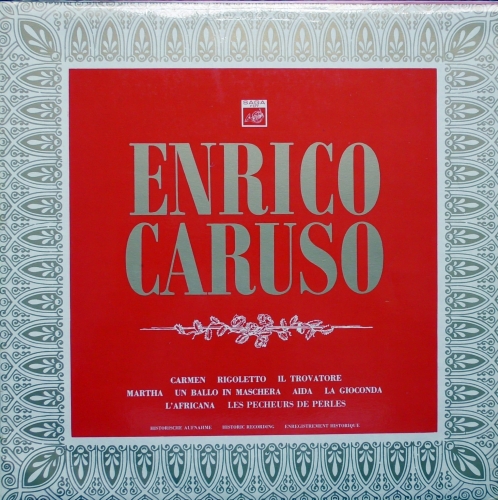 SAGA
ENRICO
CARUSO
CARMEN RIGOLETTO IL TROVATORE
MARTHA UN BALLO IN MASCHERA AIDA LA GIOCONDA
L'AFRICANA LES PECHEURS DE PERLES
HISTORISCHE AUFNAHME HISTORIC RECORDING ENREGISTREMENT HISTORIQUE